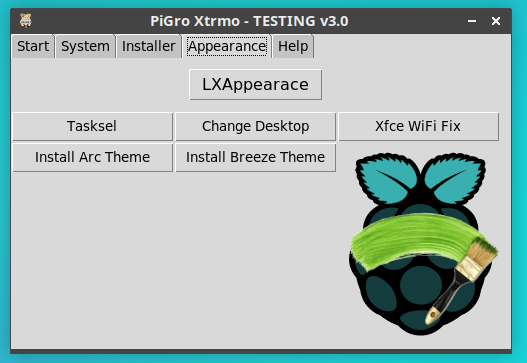 PiGro Xtrmo - TESTING v3.0
Start System Installer Appearance Help
LXAppearace
Tasksel Change Desktop Xfce WiFi Fix
Install Arc Theme Install Breeze Theme